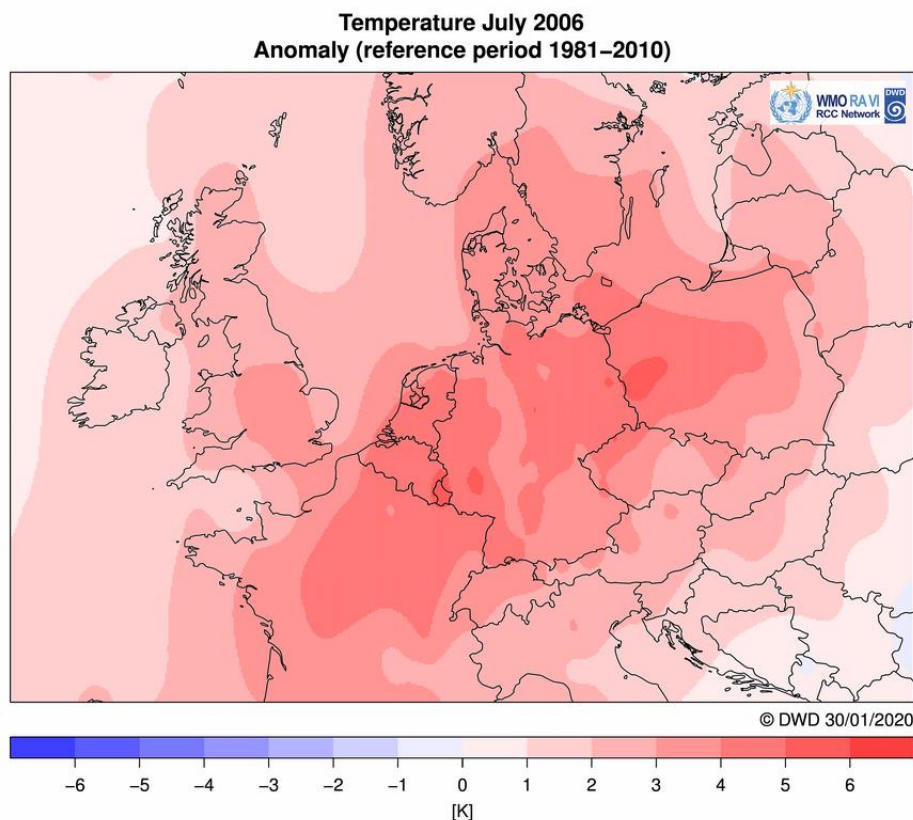 Temperature July 2006
Anomaly (reference period 1981−2010)
WMO RA VI
RCC Network
DWD
© DWD 30/01/2020
−6 −5 −4 −3 −2 −1 0 1 2 3 4 5 6
[K]